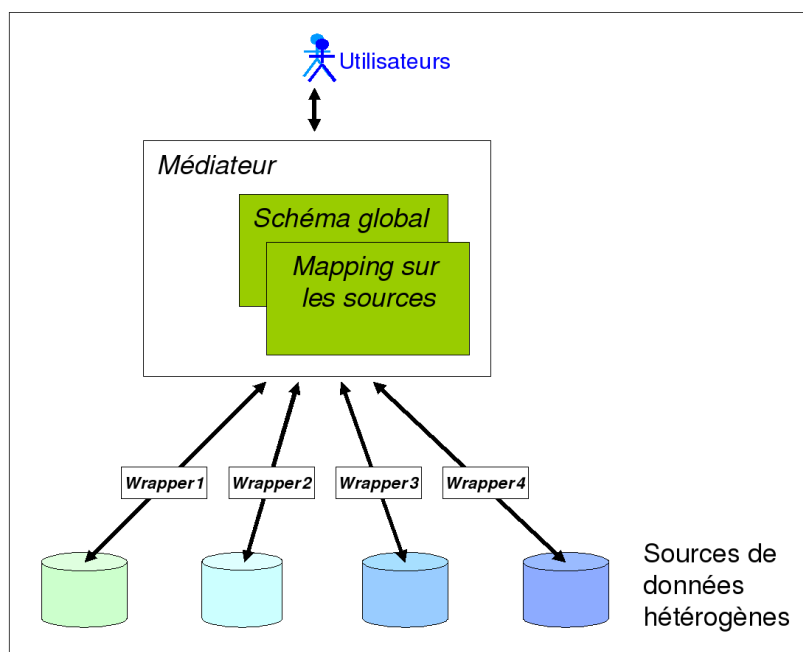 Utilisateurs
Médiateur
Schéma global
Mapping sur
les sources
Wrapper1
Wrapper2
Wrapper3
Wrapper4
Sources de
données
hétérogènes